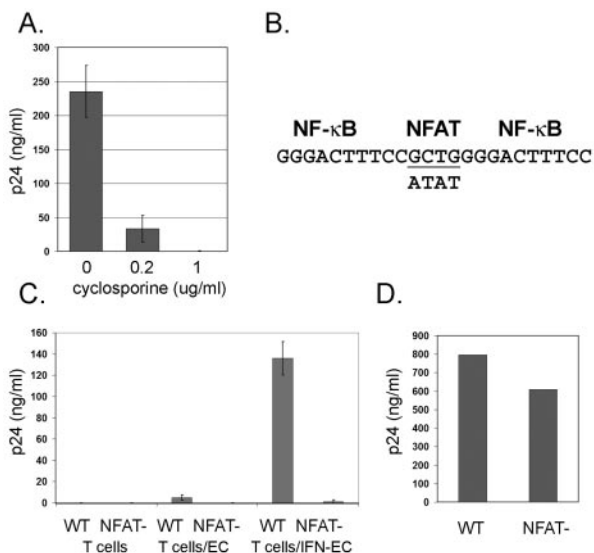 A.
300
250
200
150
100
50
0
p24 (ng/ml)
0 0.2 1
cyclosporine (ug/ml)
B.
NF-κB NFAT NF-κB
GGGACTTTCCGCTGGGGACTTTCC
ATAT
C.
160
140
120
100
80
60
40
20
0
p24 (ng/ml)
WT NFAT- WT NFAT- WT NFAT-
T cells T cells/EC T cells/IFN-EC
D.
900
800
700
600
500
400
300
200
100
0
p24 (ng/ml)
WT NFAT-